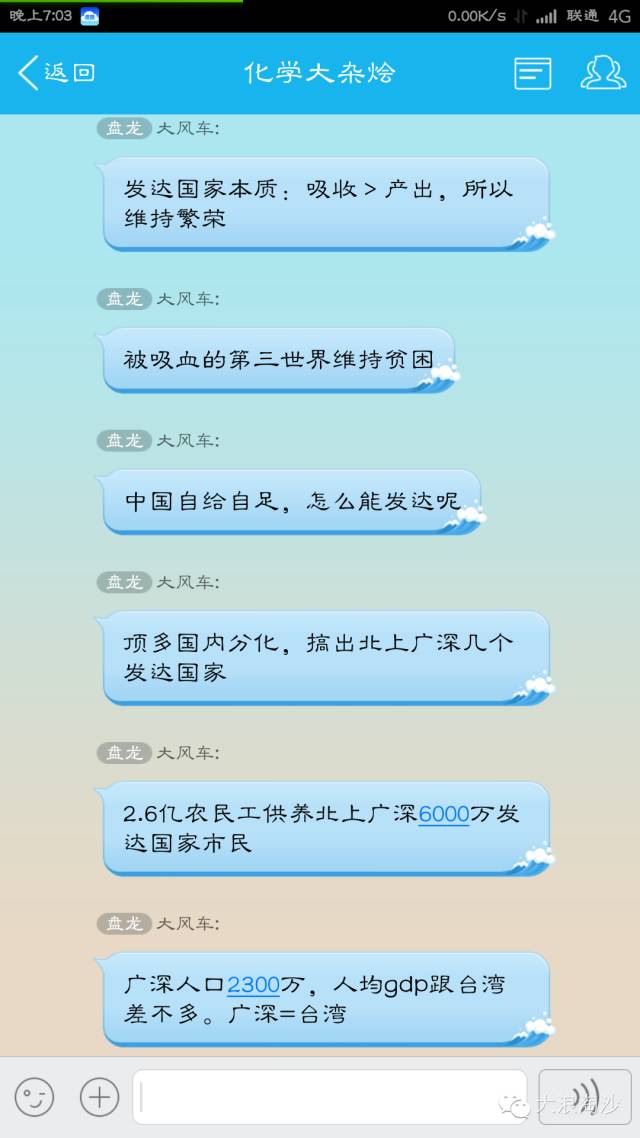 晚上7:03
0.00K/s
联通 4G
返回
化学大杂烩
盘龙 大风车:
发达国家本质：吸收>产出，所以
维持繁荣
盘龙 大风车:
被吸血的第三世界维持贫困
盘龙 大风车:
中国自给自足，怎么能发达呢
盘龙 大风车:
顶多国内分化，搞出北上广深几个
发达国家
盘龙 大风车:
2.6亿农民工供养北上广深6000万发
达国家市民
盘龙 大风车:
广深人口2300万，人均gdp跟台湾
差不多。广深=台湾
大浪淘沙